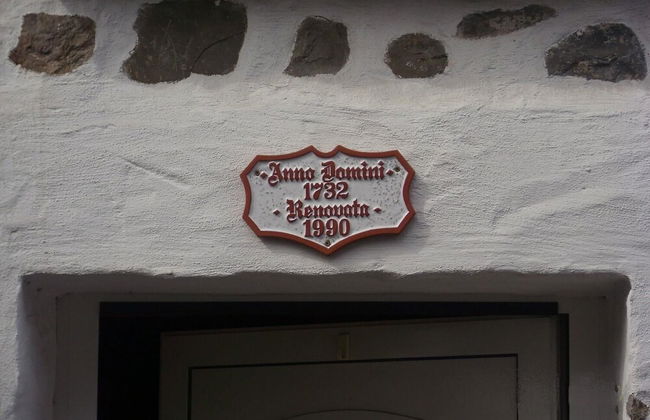 Anno Domini
1732
Renovata
1990